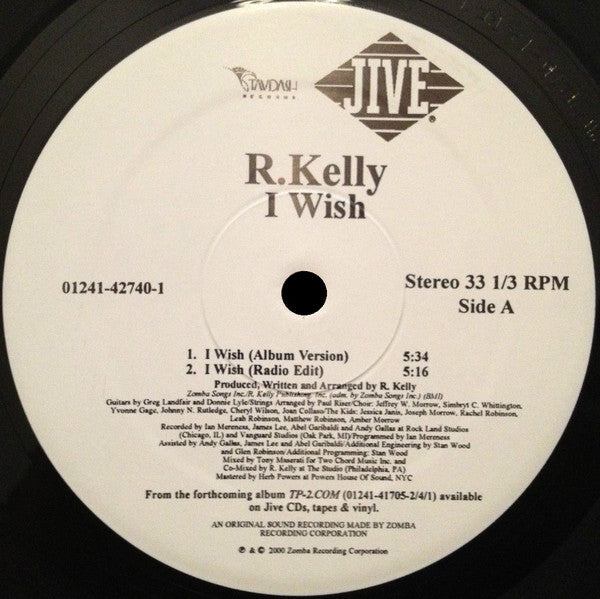 TAVDASH
RECORDS
JIVE®
R.Kelly
I Wish
01241-42740-1
Stereo 33 1/3 RPM
Side A
1. I Wish (Album Version) 5:34
2. I Wish (Radio Edit) 5:16
Produced, Written and Arranged by R. Kelly
Zomba Songs Inc./R. Kelly Publishing, Inc. (adm. by Zomba Songs Inc.) (BMI)
Guitars by Greg Landfair and Donnie Lyle/Strings Arranged by Paul Riser/Choir: Jeffrey W. Morrow, Simbryt C. Whittington,
Yvonne Gage, Johnny N. Rutledge, Cheryl Wilson, Joan Collaso/The Kids: Jessica Janis, Joseph Morrow, Rachel Robinson,
Leah Robinson, Matthew Robinson, Amber Morrow
Recorded by Ian Mereness, James Lee, Abel Garibaldi and Andy Gallas at Rock Land Studios
(Chicago, IL) and Vanguard Studios (Oak Park, MI)/Programmed by Ian Mereness
Assisted by Andy Gallas, James Lee and Abel Garibaldi/Additional Engineering by Stan Wood
and Glen Robinson/Additional Programming: Stan Wood
Mixed by Tony Maserati for Two Chord Music Inc. and
Co-Mixed by R. Kelly at The Studio (Philadelphia, PA)
Mastered by Herb Powers at Powers House Of Sound, NYC
From the forthcoming album TP-2.COM (01241-41705-2/4/1) available
on Jive CDs, tapes & vinyl.
AN ORIGINAL SOUND RECORDING MADE BY ZOMBA
RECORDING CORPORATION
℗ & © 2000 Zomba Recording Corporation